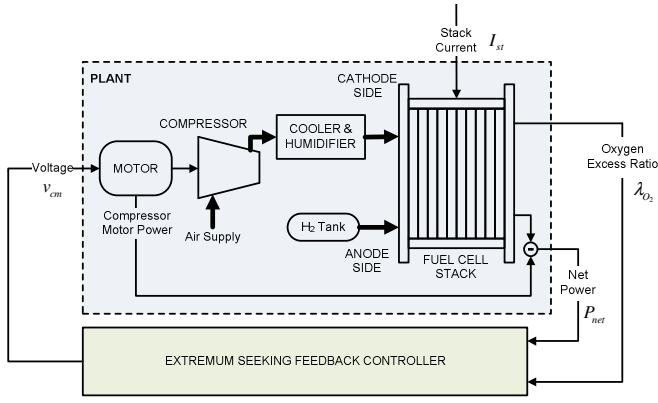 Stack
Current
I_st
PLANT
CATHODE
SIDE
COMPRESSOR
COOLER &
HUMIDIFIER
Oxygen
Excess Ratio
λ_O₂
Voltage
v_cm
MOTOR
Compressor
Motor Power
Air Supply
H₂ Tank
ANODE
SIDE
FUEL CELL
STACK
Net
Power
P_net
EXTREMUM SEEKING FEEDBACK CONTROLLER